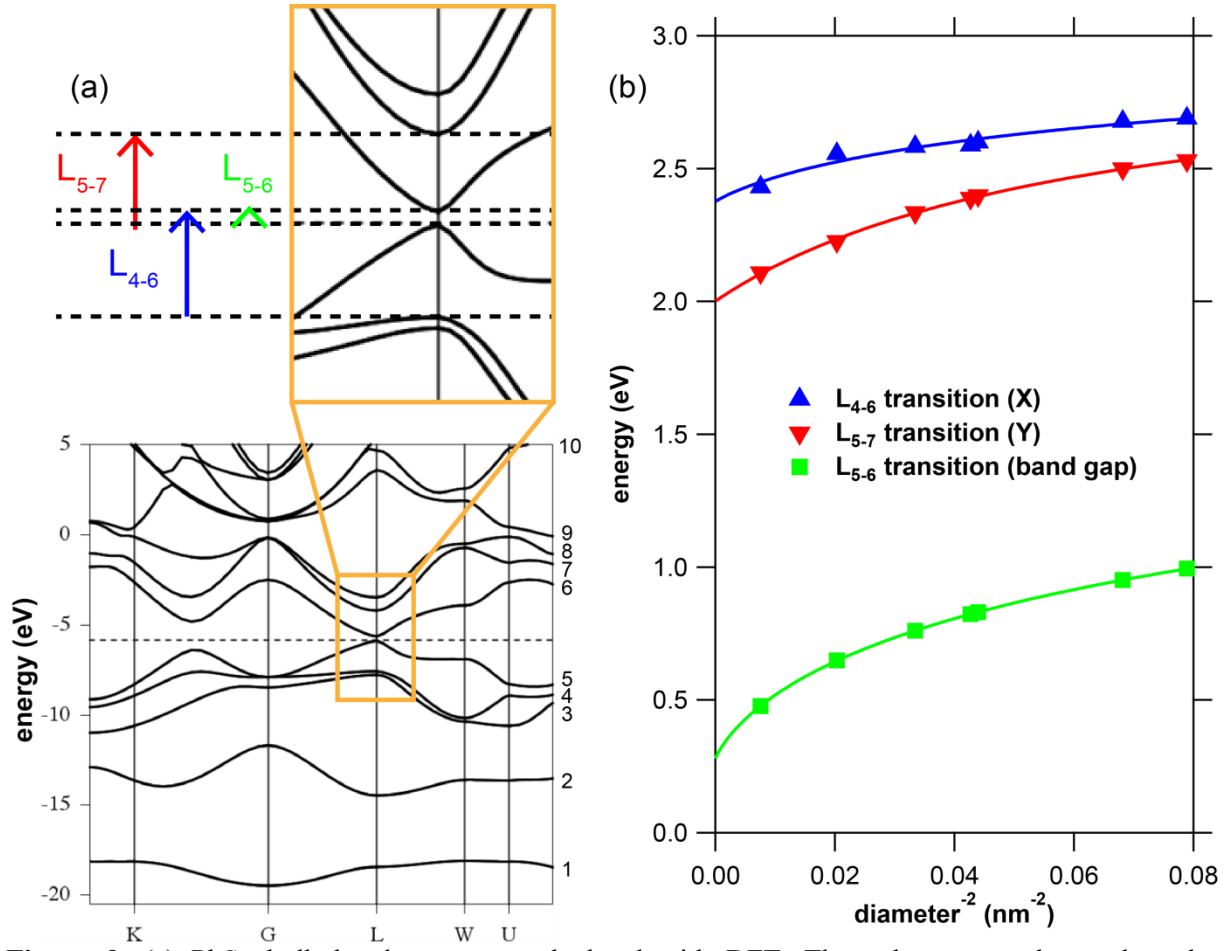 (a)
L5-7
L5-6
L4-6
5
0
-5
-10
-15
-20
energy (eV)
10
9
8
7
6
5
4
3
2
1
K G L W U
(b)
3.0
2.5
2.0
1.5
1.0
0.5
0.0
energy (eV)
L4-6 transition (X)
L5-7 transition (Y)
L5-6 transition (band gap)
0.00 0.02 0.04 0.06 0.08
diameter-2 (nm-2)